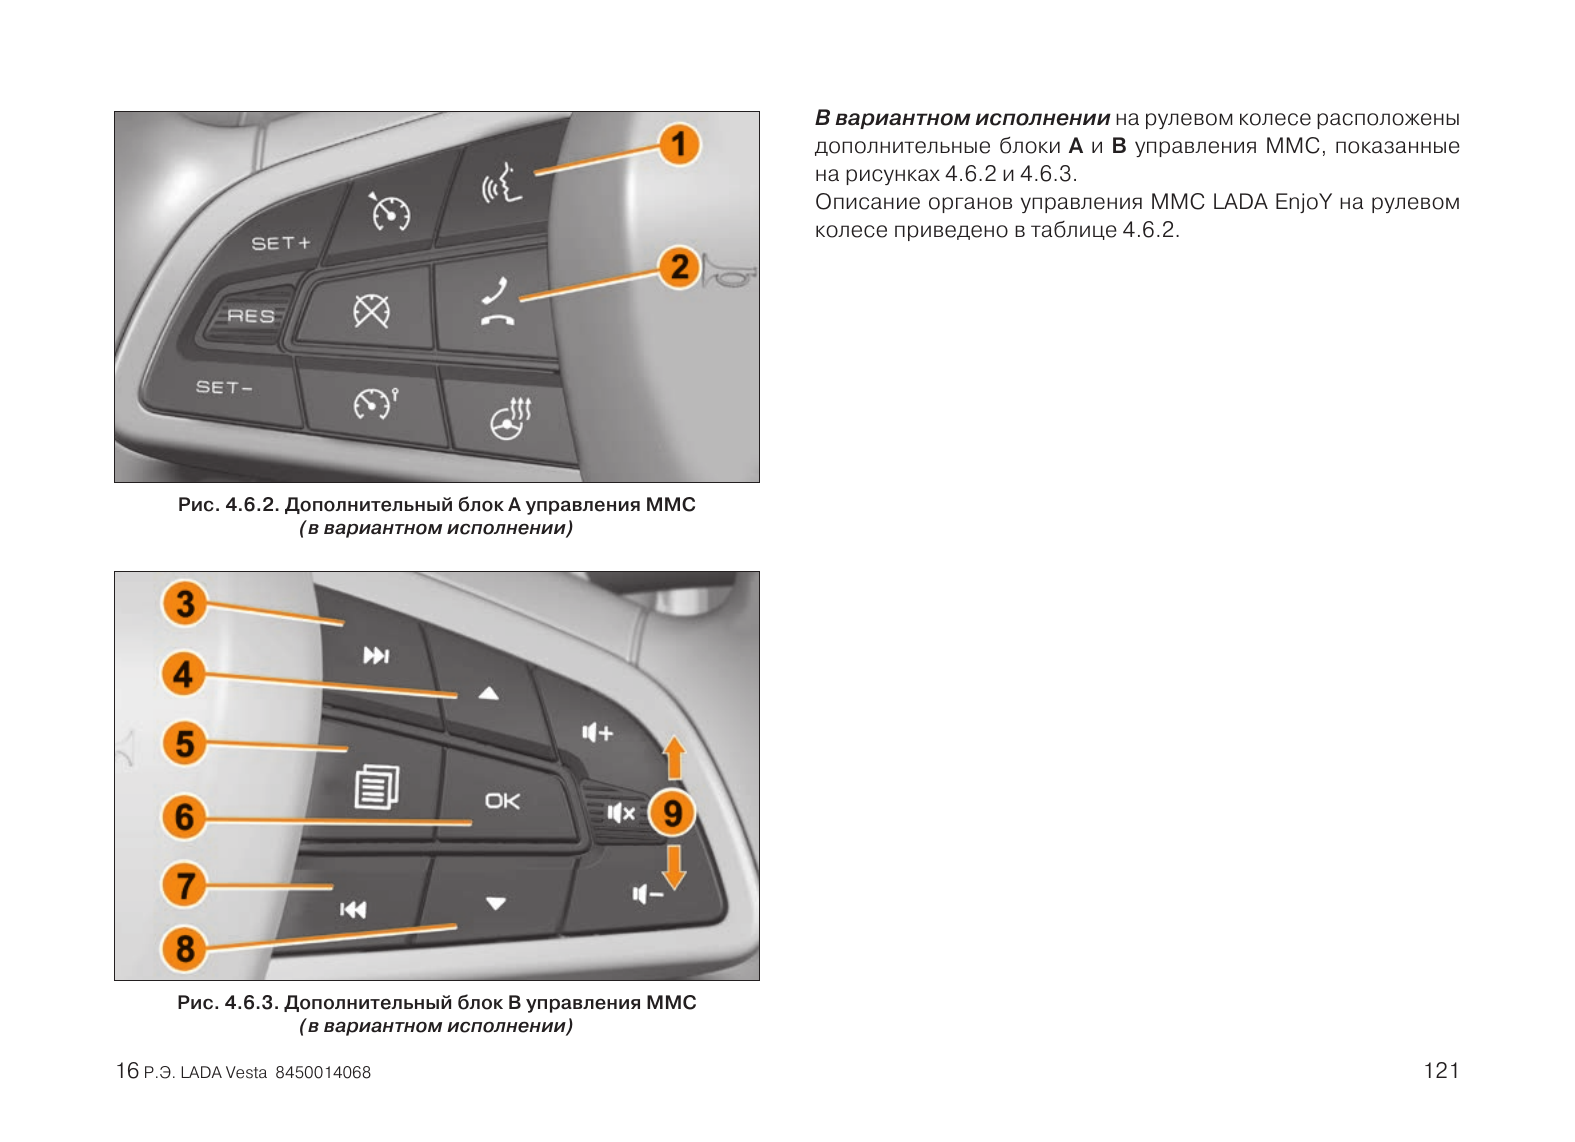 1
SET+
2
RES
SET–
Рис. 4.6.2. Дополнительный блок А управления ММС
(в вариантном исполнении)
3
4
5
OK
6
9
7
8
Рис. 4.6.3. Дополнительный блок В управления ММС
(в вариантном исполнении)
В вариантном исполнении на рулевом колесе расположены
дополнительные блоки А и В управления ММС, показанные
на рисунках 4.6.2 и 4.6.3.
Описание органов управления ММС LADA EnjoY на рулевом
колесе приведено в таблице 4.6.2.
16 Р.Э. LADA Vesta 8450014068
121